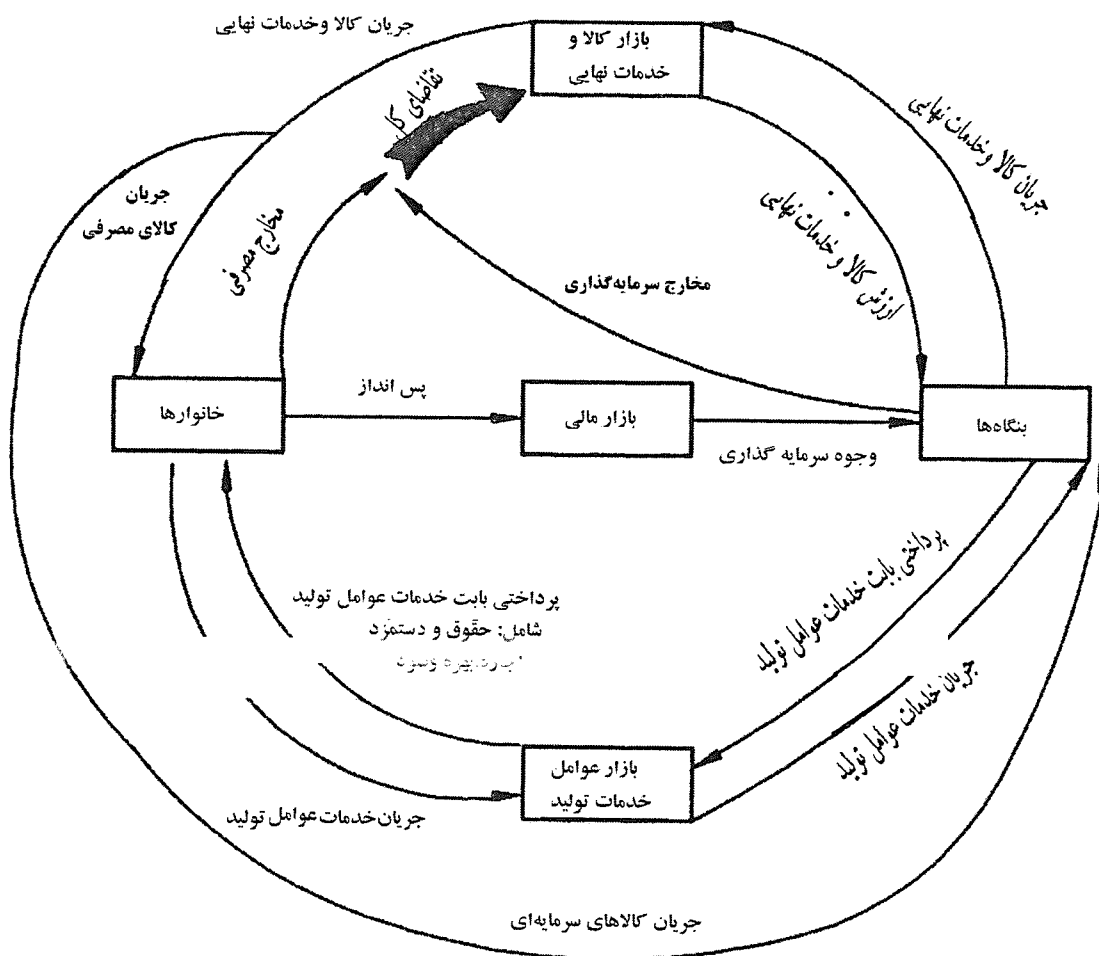 جریان کالا وخدمات نهایی
بازار کالا و
خدمات نهایی
تقاضای کل
جریان کالا و خدمات نهایی
جریان
کالای مصرفی
مخارج مصرفی
ارزش کالا و خدمات نهایی
مخارج سرمایه‌گذاری
خانوارها
پس انداز
بازار مالی
وجوه سرمایه گذاری
بنگاه‌ها
پرداختی بابت خدمات عوامل تولید
شامل: حقوق و دستمزد
بهره وسود
پرداختی بابت خدمات عوامل تولید
جریان خدمات عوامل تولید
بازار عوامل
خدمات تولید
جریان‌خدمات‌عوامل تولید
جریان کالاهای سرمایه‌ای